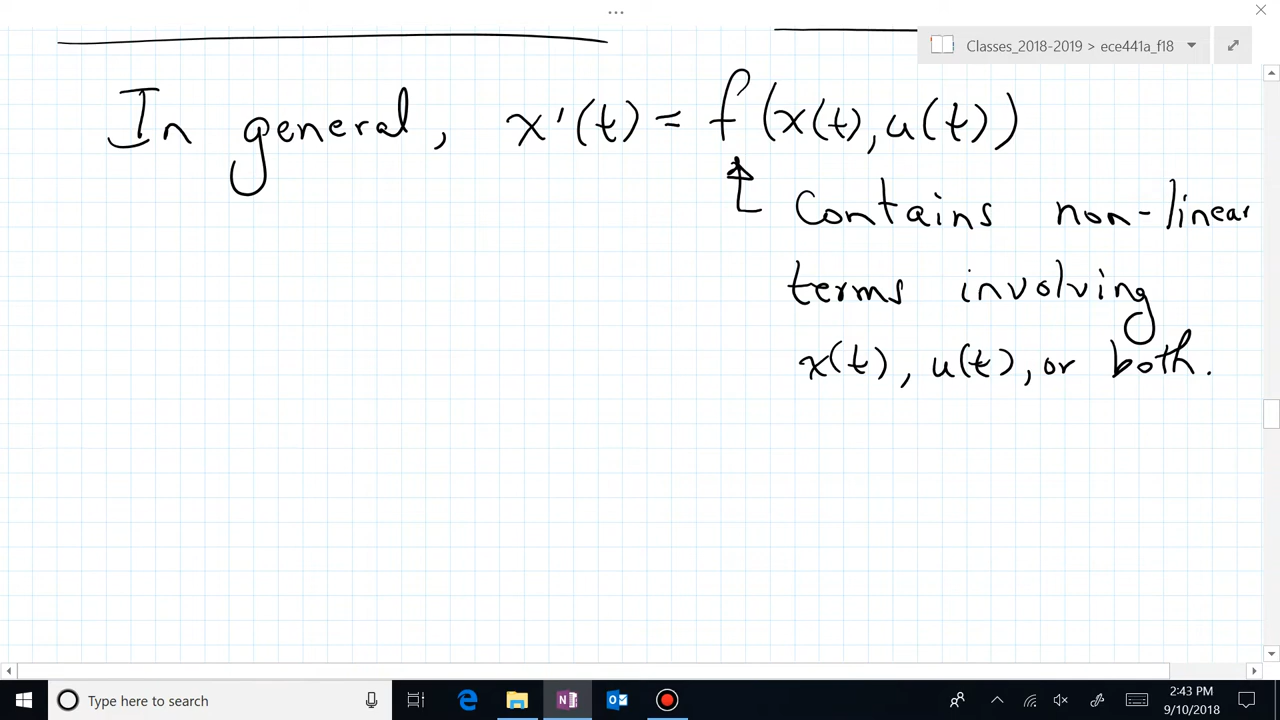 Classes_2018-2019 > ece441a_f18
In general, x'(t) = f(x(t), u(t))
Contains non-linear
terms involving
x(t), u(t), or both.
Type here to search
2:43 PM
9/10/2018